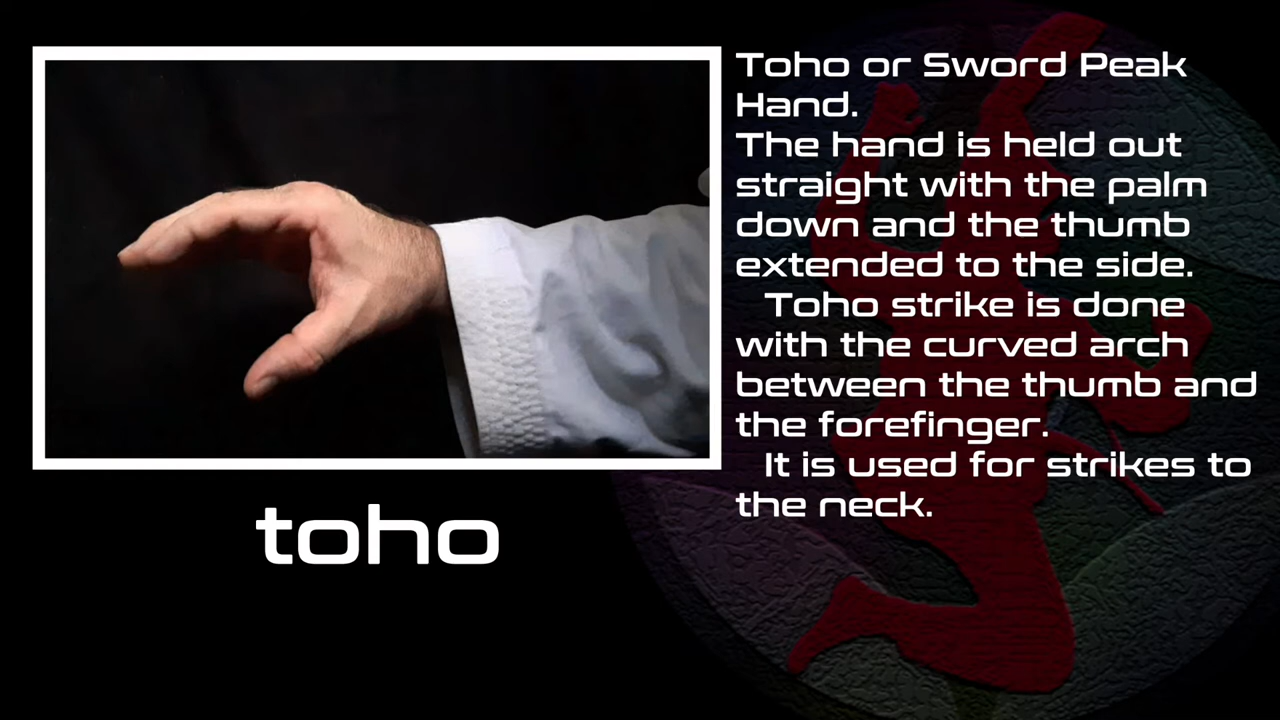 Toho or Sword Peak
Hand.
The hand is held out
straight with the palm
down and the thumb
extended to the side.
Toho strike is done
with the curved arch
between the thumb and
the forefinger.
It is used for strikes to
the neck.
toho